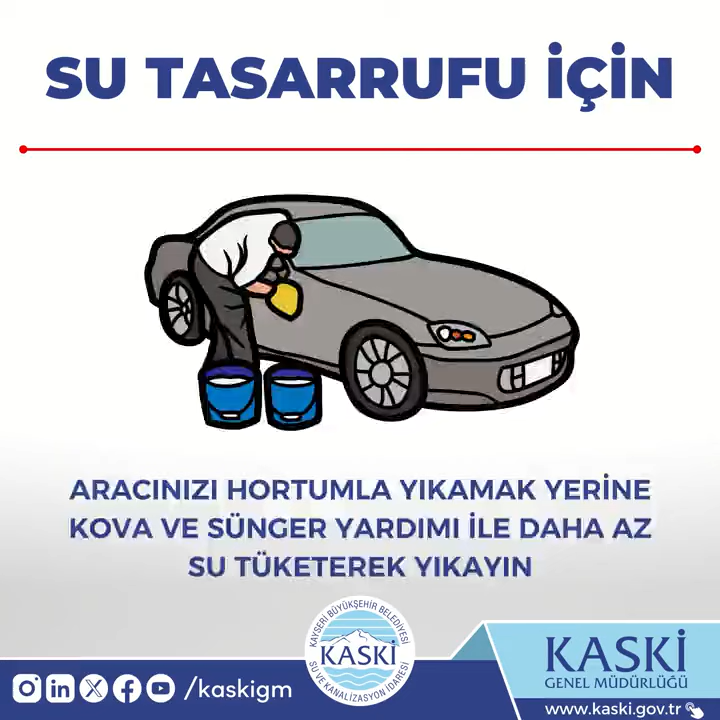 SU TASARRUFU İÇİN
ARACINIZI HORTUMLA YIKAMAK YERİNE
KOVA VE SÜNGER YARDIMI İLE DAHA AZ
SU TÜKETEREK YIKAYIN
KAYSERİ BÜYÜKŞEHİR BELEDİYESİ
KASKİ
SU VE KANALİZASYON İDARESİ
/kaskigm
KASKİ
GENEL MÜDÜRLÜĞÜ
www.kaski.gov.tr